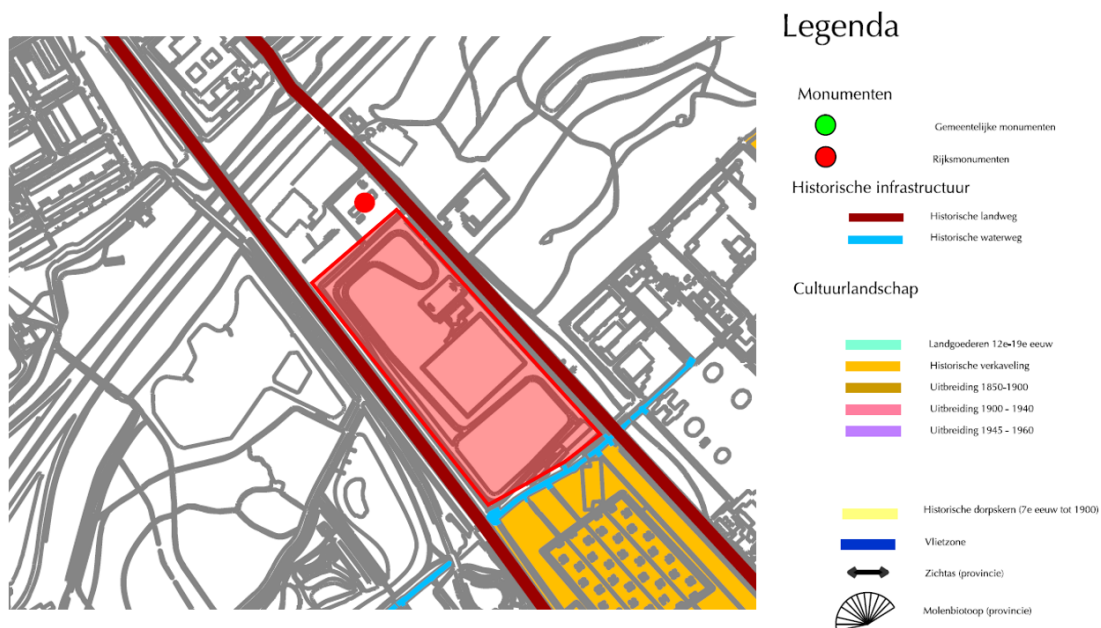 Legenda
Monumenten
Gemeentelijke monumenten
Rijksmonumenten
Historische infrastructuur
Historische landweg
Historische waterweg
Cultuurlandschap
Landgoederen 12e-19e eeuw
Historische verkaveling
Uitbreiding 1850-1900
Uitbreiding 1900 - 1940
Uitbreiding 1945 - 1960
Historische dorpskern (7e eeuw tot 1900)
Vlietzone
Zichtas (provincie)
Molenbiotoop (provincie)